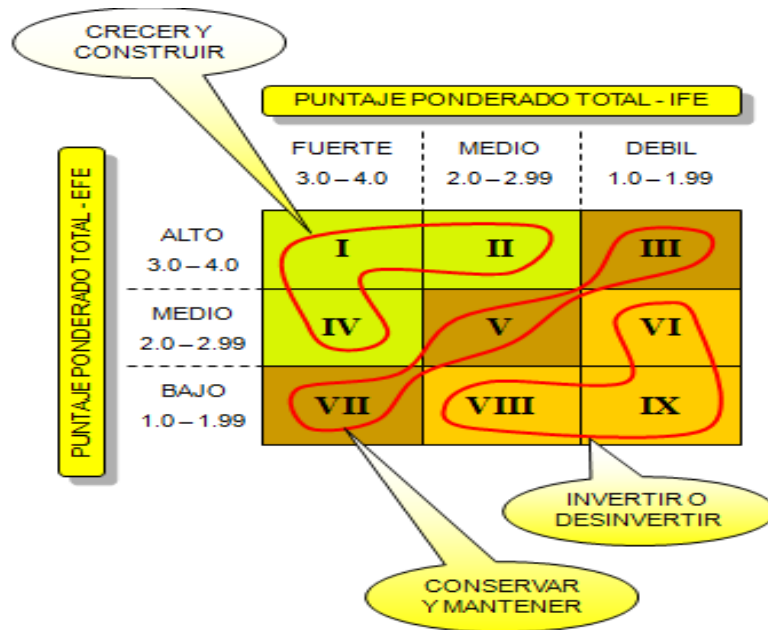 CRECER Y
CONSTRUIR
PUNTAJE PONDERADO TOTAL - IFE
FUERTE MEDIO DEBIL
3.0 – 4.0 2.0 – 2.99 1.0 – 1.99
PUNTAJE PONDERADO TOTAL - EFE
ALTO
3.0 – 4.0
I II III
MEDIO
2.0 – 2.99
IV V VI
BAJO
1.0 – 1.99
VII VIII IX
INVERTIR O
DESINVERTIR
CONSERVAR
Y MANTENER